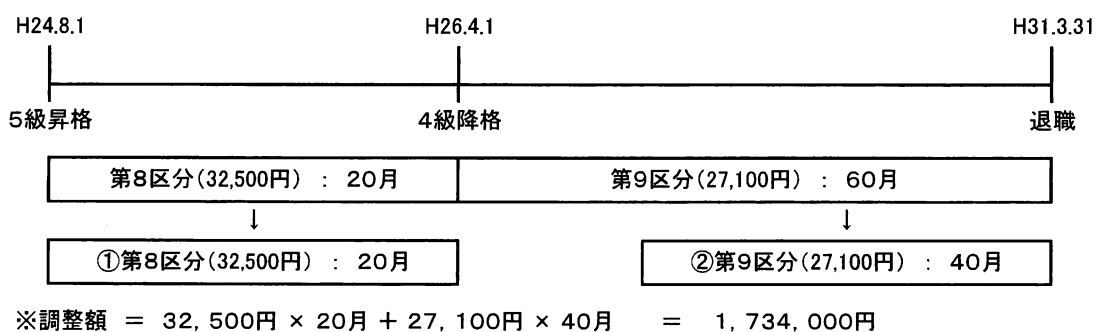 H24.8.1 H26.4.1 H31.3.31
5級昇格 4級降格 退職
第8区分(32,500円) : 20月 第9区分(27,100円) : 60月
↓ ↓
①第8区分(32,500円) : 20月 ②第9区分(27,100円) : 40月
※調整額 = 32,500円 × 20月 + 27,100円 × 40月 = 1,734,000円